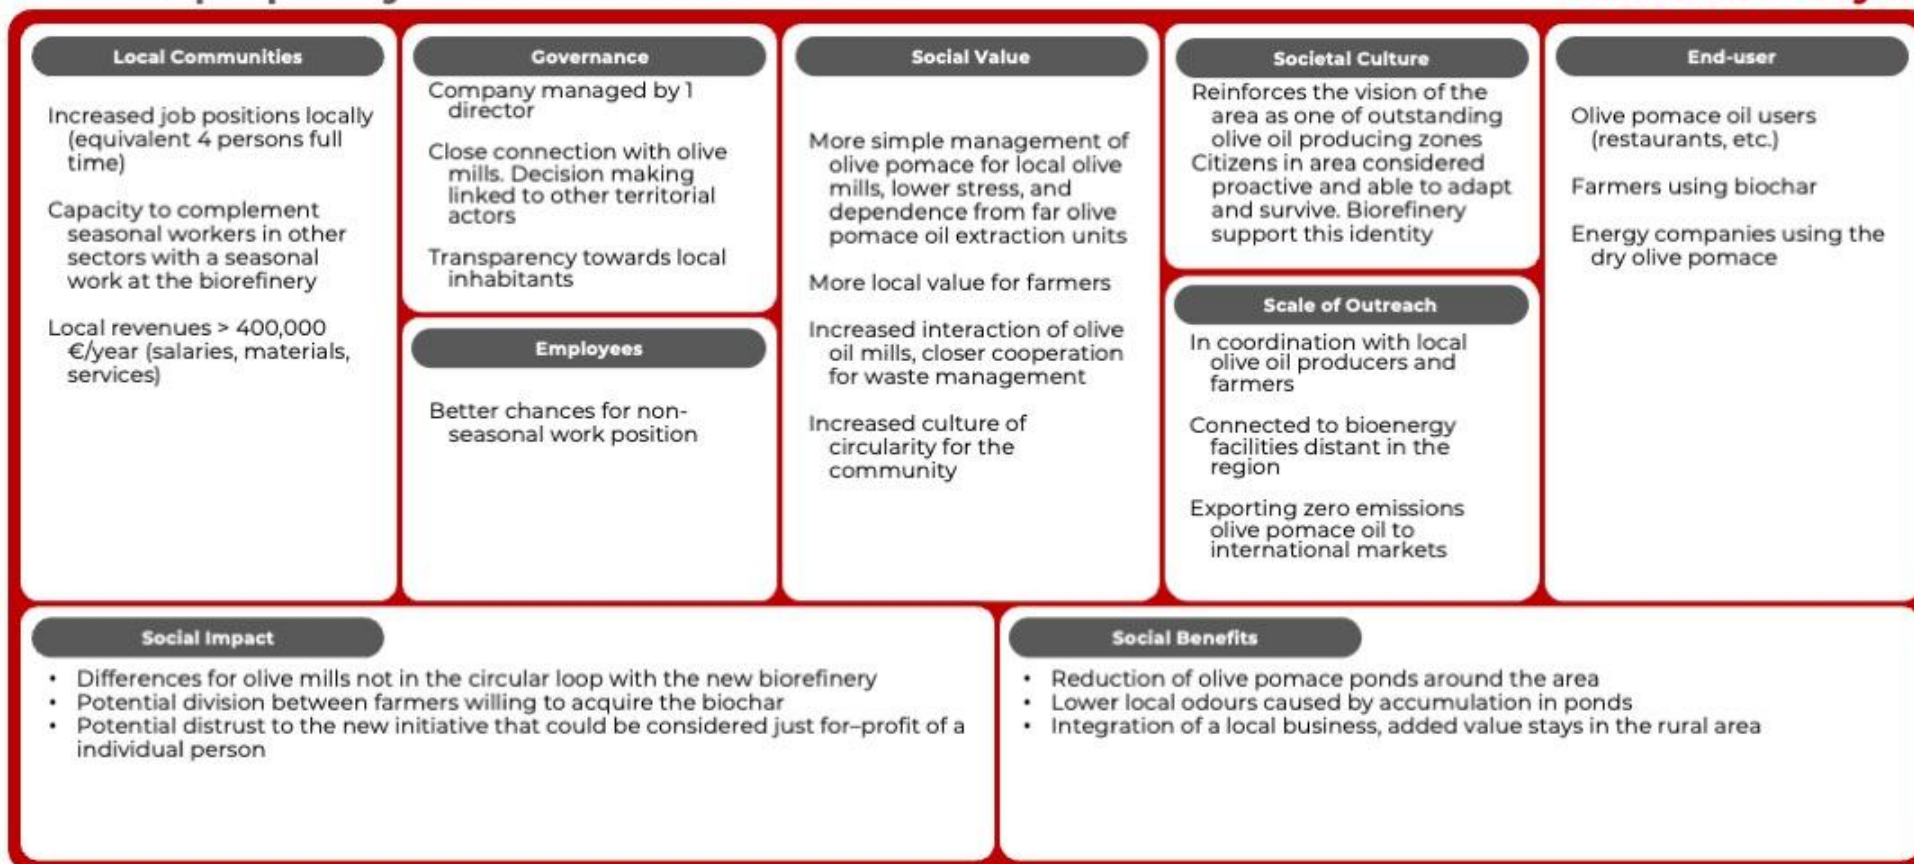 Local Communities
Increased job positions locally
(equivalent 4 persons full
time)
Capacity to complement
seasonal workers in other
sectors with a seasonal
work at the biorefinery
Local revenues > 400,000
€/year (salaries, materials,
services)
Governance
Company managed by 1
director
Close connection with olive
mills. Decision making
linked to other territorial
actors
Transparency towards local
inhabitants
Employees
Better chances for non-
seasonal work position
Social Value
More simple management of
olive pomace for local olive
mills, lower stress, and
dependence from far olive
pomace oil extraction units
More local value for farmers
Increased interaction of olive
oil mills, closer cooperation
for waste management
Increased culture of
circularity for the
community
Societal Culture
Reinforces the vision of the
area as one of outstanding
olive oil producing zones
Citizens in area considered
proactive and able to adapt
and survive. Biorefinery
support this identity
Scale of Outreach
In coordination with local
olive oil producers and
farmers
Connected to bioenergy
facilities distant in the
region
Exporting zero emissions
olive pomace oil to
international markets
End-user
Olive pomace oil users
(restaurants, etc.)
Farmers using biochar
Energy companies using the
dry olive pomace
Social Impact
• Differences for olive mills not in the circular loop with the new biorefinery
• Potential division between farmers willing to acquire the biochar
• Potential distrust to the new initiative that could be considered just for–profit of a
individual person
Social Benefits
• Reduction of olive pomace ponds around the area
• Lower local odours caused by accumulation in ponds
• Integration of a local business, added value stays in the rural area